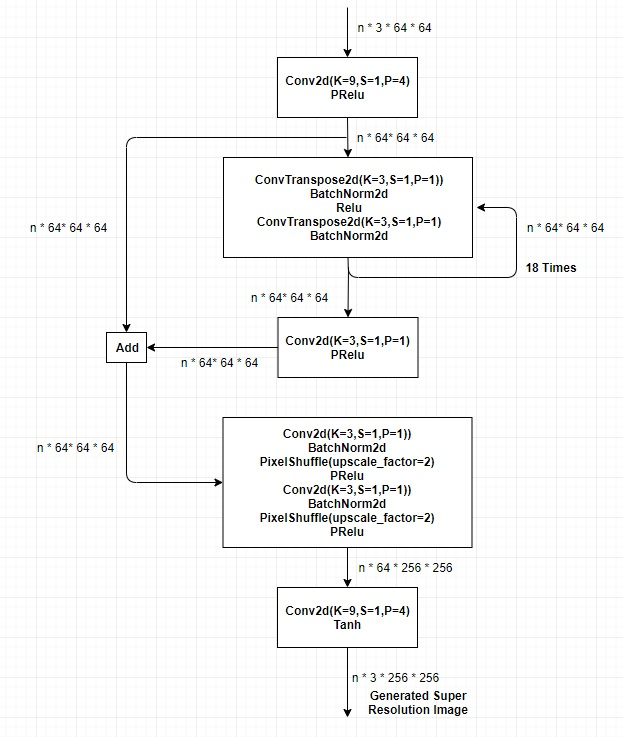 n * 3 * 64 * 64
Conv2d(K=9,S=1,P=4)
PRelu
n * 64* 64 * 64
ConvTranspose2d(K=3,S=1,P=1))
BatchNorm2d
Relu
ConvTranspose2d(K=3,S=1,P=1)
BatchNorm2d
n * 64* 64 * 64
n * 64* 64 * 64
18 Times
n * 64* 64 * 64
Conv2d(K=3,S=1,P=1)
PRelu
Add
n * 64* 64 * 64
n * 64* 64 * 64
Conv2d(K=3,S=1,P=1))
BatchNorm2d
PixelShuffle(upscale_factor=2)
PRelu
Conv2d(K=3,S=1,P=1))
BatchNorm2d
PixelShuffle(upscale_factor=2)
PRelu
n * 64 * 256 * 256
Conv2d(K=9,S=1,P=4)
Tanh
n * 3 * 256 * 256
Generated Super
Resolution Image